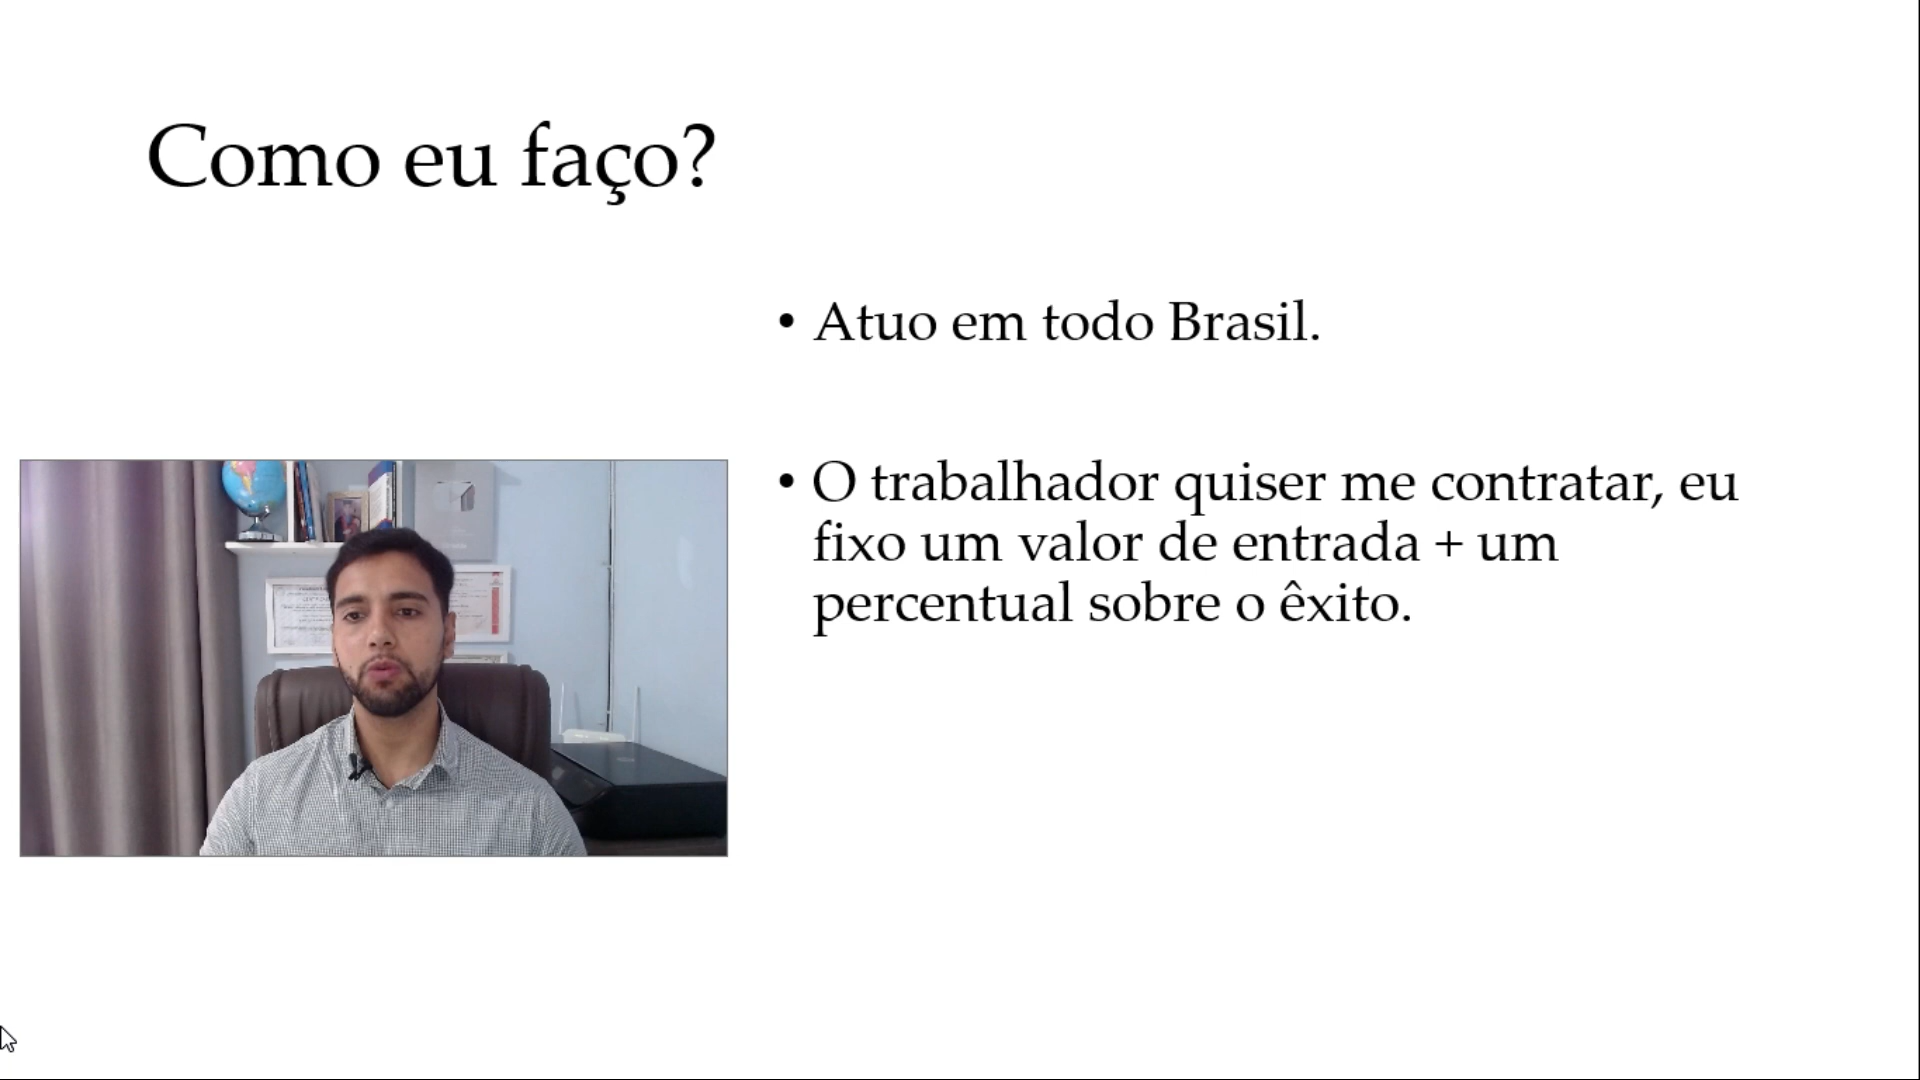 Como eu faço?
• Atuo em todo Brasil.
• O trabalhador quiser me contratar, eu
fixo um valor de entrada + um
percentual sobre o êxito.